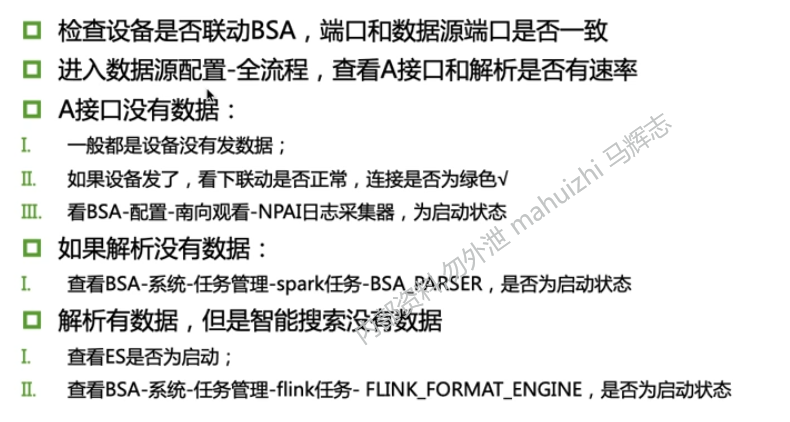 检查设备是否联动BSA，端口和数据源端口是否一致
进入数据源配置-全流程，查看A接口和解析是否有速率
A接口没有数据：
I. 一般都是设备没有发数据；
II. 如果设备发了，看下联动是否正常，连接是否为绿色√
III. 看BSA-配置-南向观看-NPAI日志采集器，为启动状态
如果解析没有数据：
I. 查看BSA-系统-任务管理-spark任务-BSA_PARSER，是否为启动状态
解析有数据，但是智能搜索没有数据
I. 查看ES是否为启动；
II. 查看BSA-系统-任务管理-flink任务- FLINK_FORMAT_ENGINE，是否为启动状态
内部资料 勿外泄 mahuizhi 马辉志